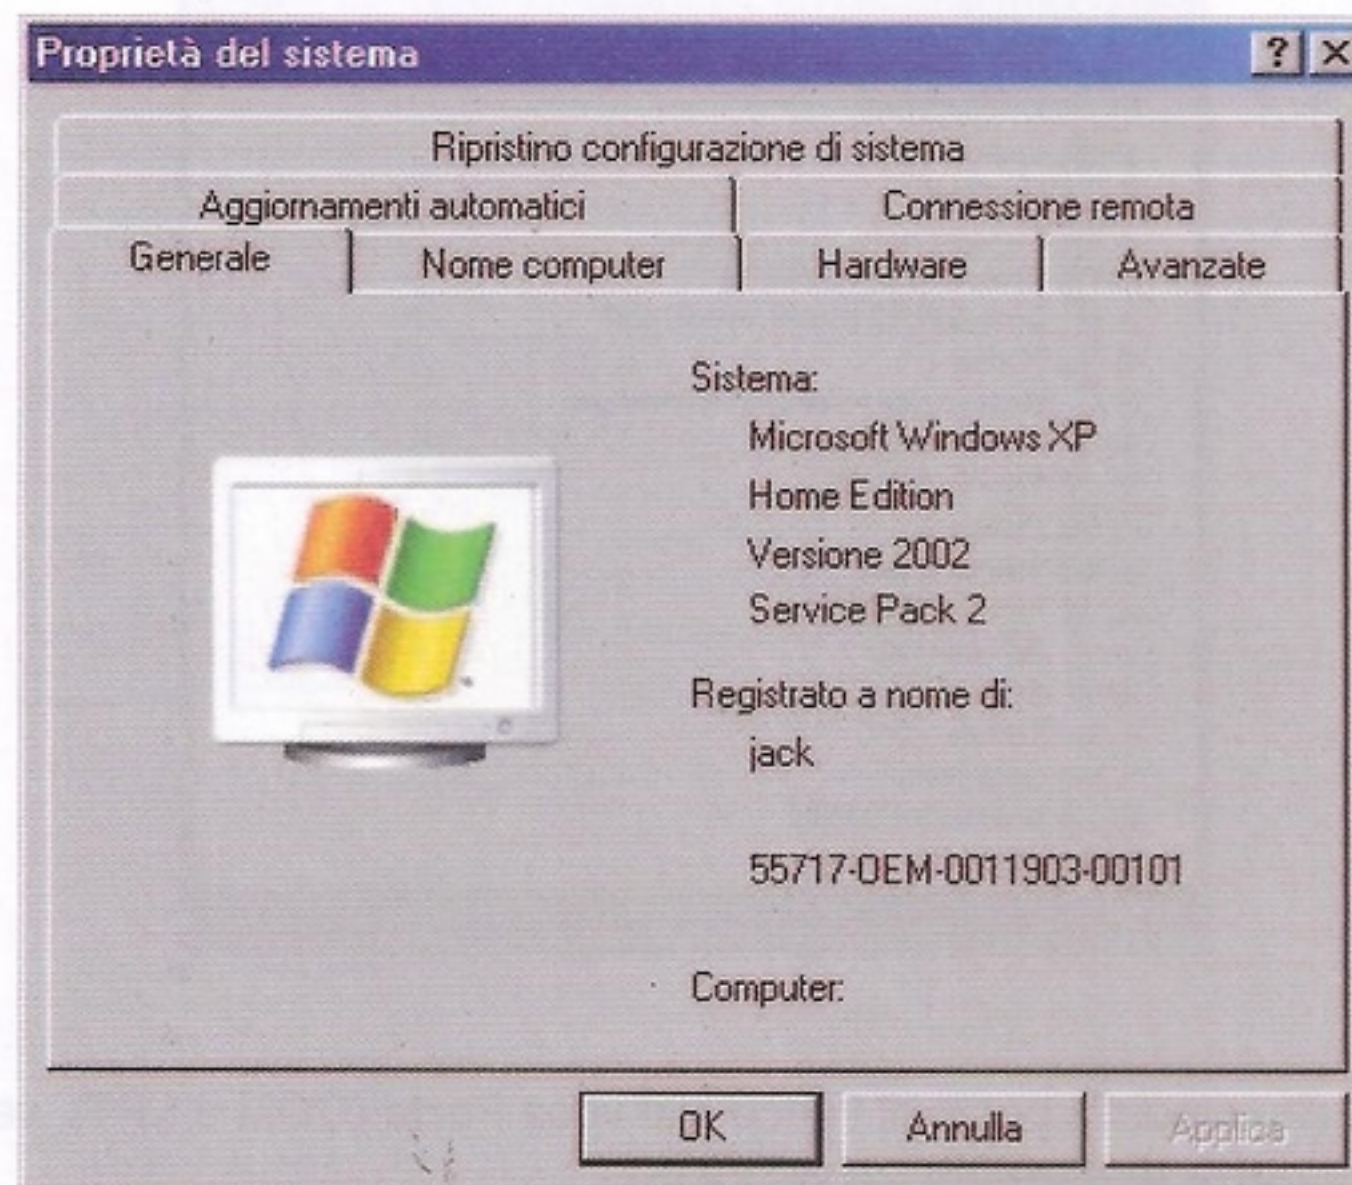 Proprietà del sistema
Ripristino configurazione di sistema
Aggiornamenti automatici
Connessione remota
Generale
Nome computer
Hardware
Avanzate
Sistema:
Microsoft Windows XP
Home Edition
Versione 2002
Service Pack 2
Registrato a nome di:
jack
55717-OEM-0011903-00101
Computer:
OK
Annulla
Applica